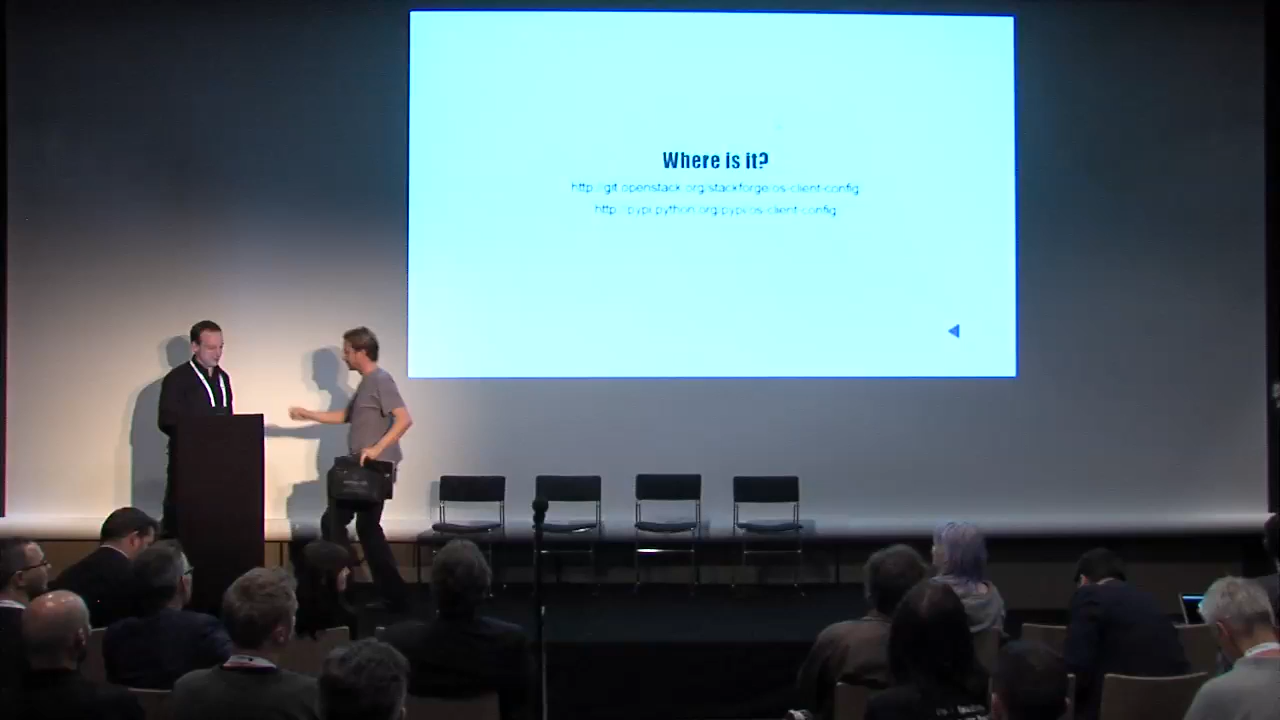 Where is it?
http://git.openstack.org/stackforge/os-client-config
http://pypi.python.org/pypi/os-client-config